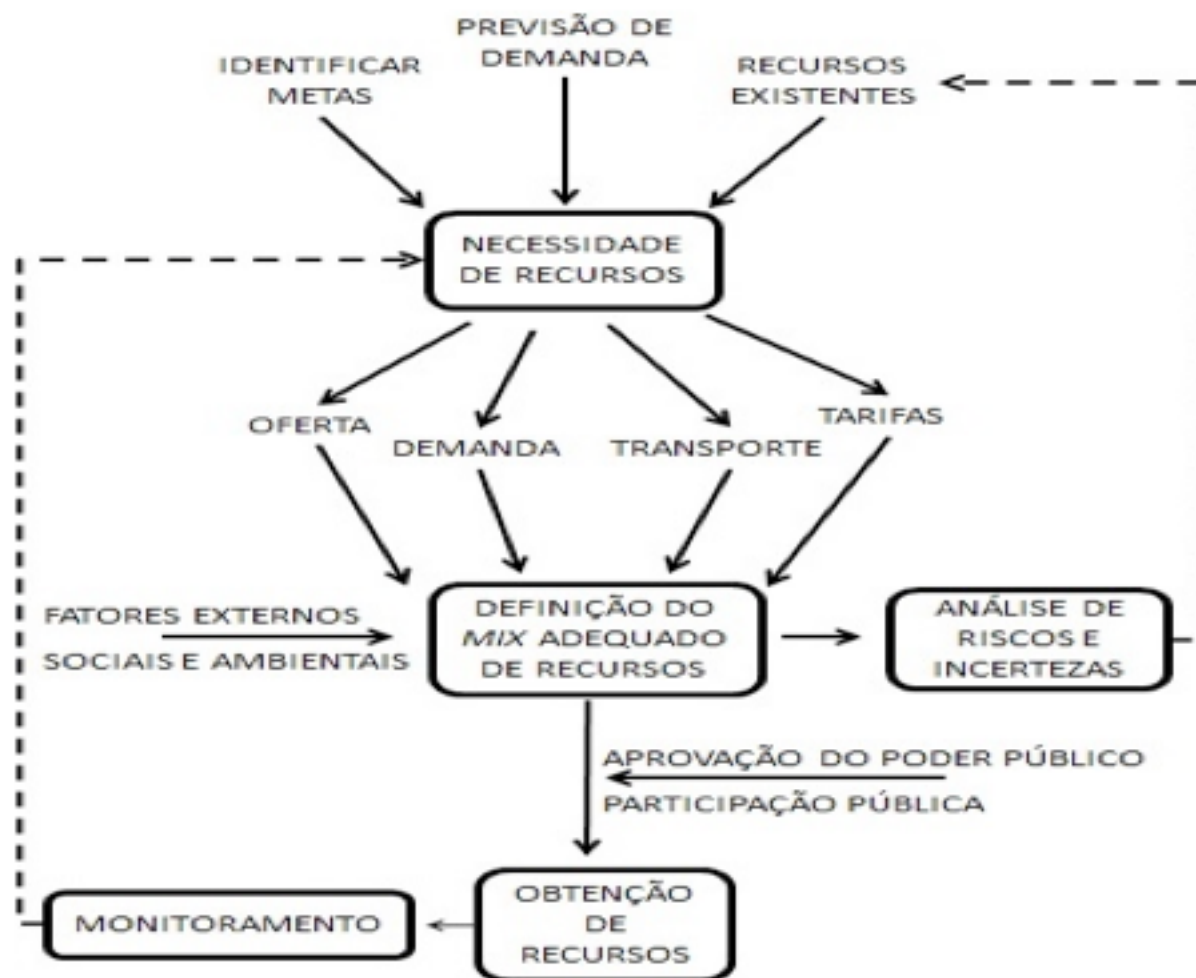 PREVISÃO DE
DEMANDA
IDENTIFICAR
METAS
RECURSOS
EXISTENTES
NECESSIDADE
DE RECURSOS
OFERTA
DEMANDA
TRANSPORTE
TARIFAS
FATORES EXTERNOS
SOCIAIS E AMBIENTAIS
DEFINIÇÃO DO
MIX ADEQUADO
DE RECURSOS
ANÁLISE DE
RISCOS E
INCERTEZAS
APROVAÇÃO DO PODER PÚBLICO
PARTICIPAÇÃO PÚBLICA
MONITORAMENTO
OBTENÇÃO
DE
RECURSOS